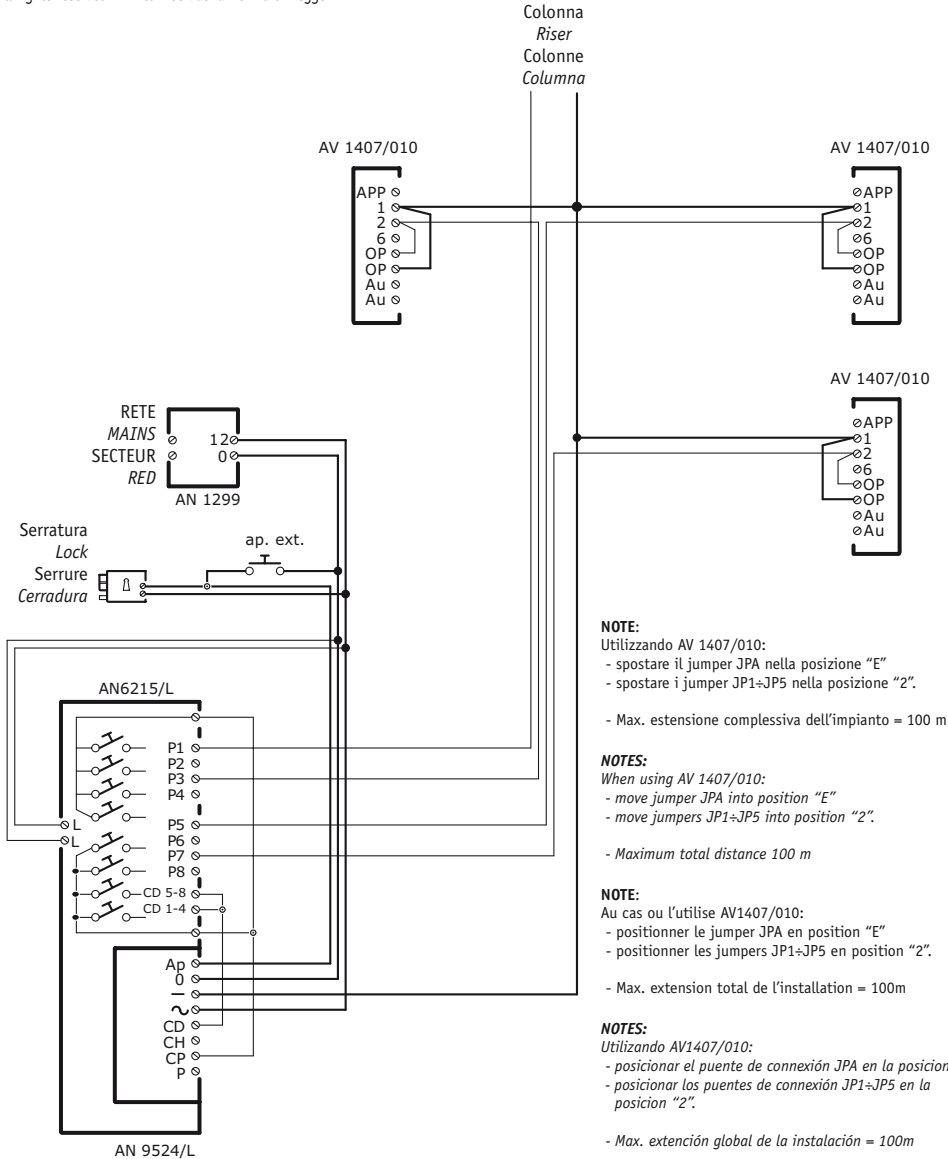 Colonna
Riser
Colonne
Columna
AV 1407/010
APP
1
2
6
OP
OP
Au
Au
AV 1407/010
APP
1
2
6
OP
OP
Au
Au
AV 1407/010
APP
1
2
6
OP
OP
Au
Au
RETE
MAINS
SECTEUR
RED
12
0
AN 1299
Serratura
Lock
Serrure
Cerradura
ap. ext.
AN6215/L
P1
P2
P3
P4
L
P5
L
P6
P7
P8
CD 5-8
CD 1-4
Ap
0
–
~
CD
CH
CP
P
AN 9524/L
NOTE:
Utilizzando AV 1407/010:
- spostare il jumper JPA nella posizione “E”
- spostare i jumper JP1÷JP5 nella posizione “2”.
- Max. estensione complessiva dell’impianto = 100 m
NOTES:
When using AV 1407/010:
- move jumper JPA into position “E”
- move jumpers JP1÷JP5 into position “2”.
- Maximum total distance 100 m
NOTE:
Au cas ou l’utilise AV1407/010:
- positionner le jumper JPA en position “E”
- positionner les jumpers JP1÷JP5 en position “2”.
- Max. extension total de l’installation = 100m
NOTES:
Utilizando AV1407/010:
- posicionar el puente de connexión JPA en la posicion
- posicionar los puentes de connexión JP1÷JP5 en la
posicion “2”.
- Max. extención global de la instalación = 100m